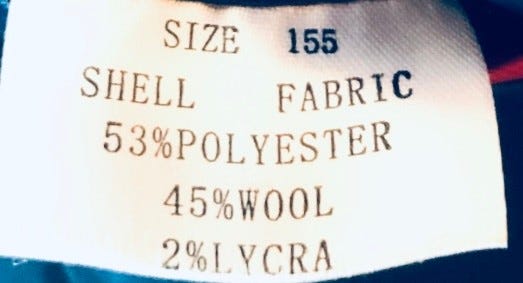 SIZE 155
SHELL FABRIC
53%POLYESTER
45%WOOL
2%LYCRA